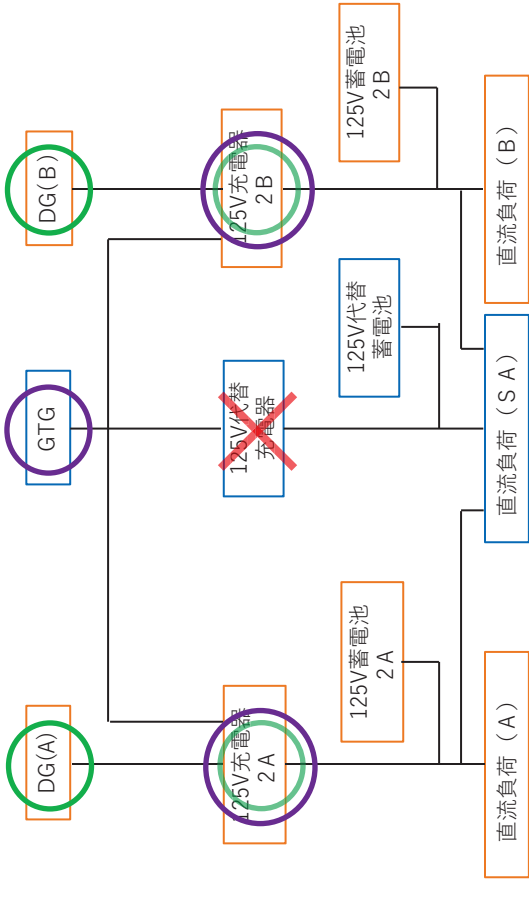 DG(A)
GTG
DG(B)
125V充電器
2A
125V代替
充電器
125V充電器
2B
125V蓄電池
2A
125V代替
蓄電池
125V蓄電池
2B
直流負荷（A）
直流負荷（SA）
直流負荷（B）